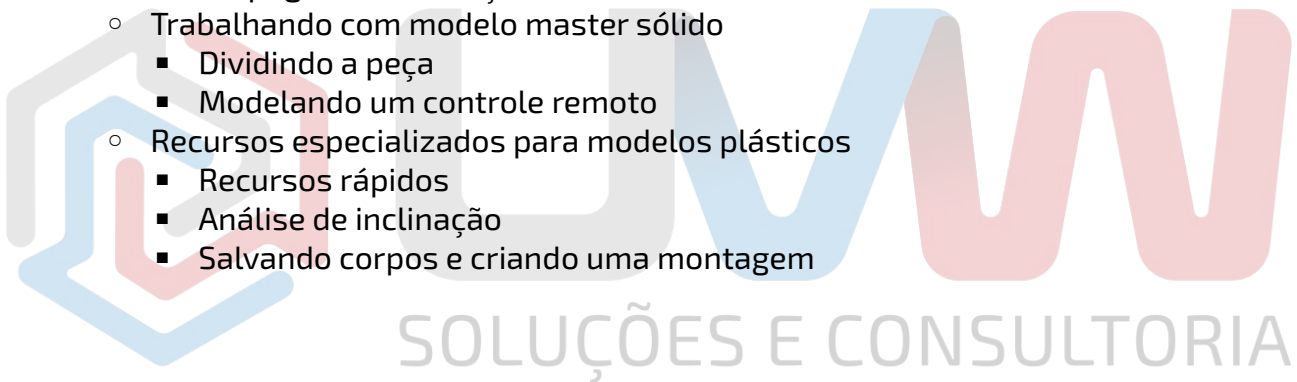 ○ Trabalhando com modelo master sólido
■ Dividindo a peça
■ Modelando um controle remoto
○ Recursos especializados para modelos plásticos
■ Recursos rápidos
■ Análise de inclinação
■ Salvando corpos e criando uma montagem
UVW
SOLUÇÕES E CONSULTORIA